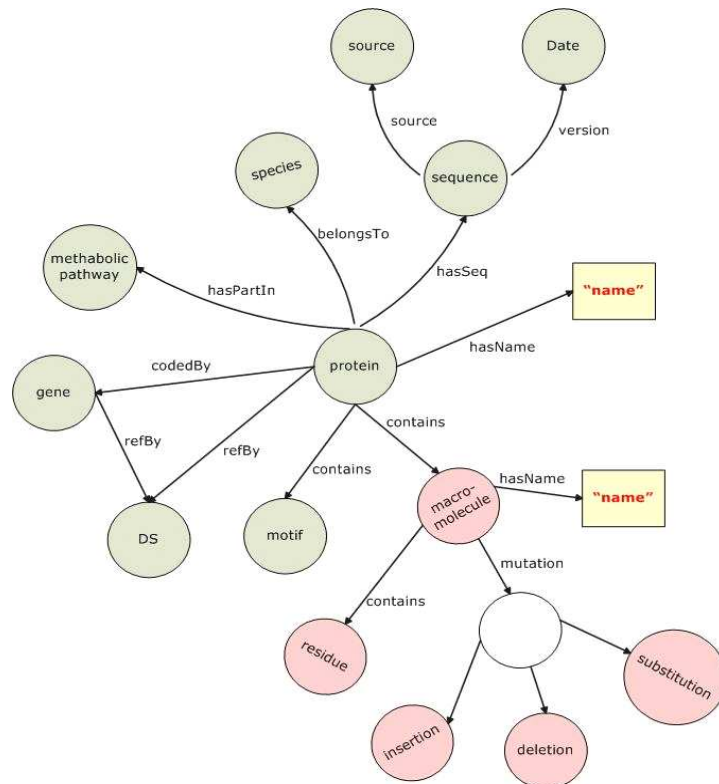 source
Date
source
version
species
sequence
belongsTo
methabolic
pathway
hasSeq
hasPartIn
“name”
hasName
codedBy
protein
gene
contains
refBy
refBy
contains
hasName
macro-
molecule
“name”
DS
motif
mutation
contains
residue
substitution
insertion
deletion